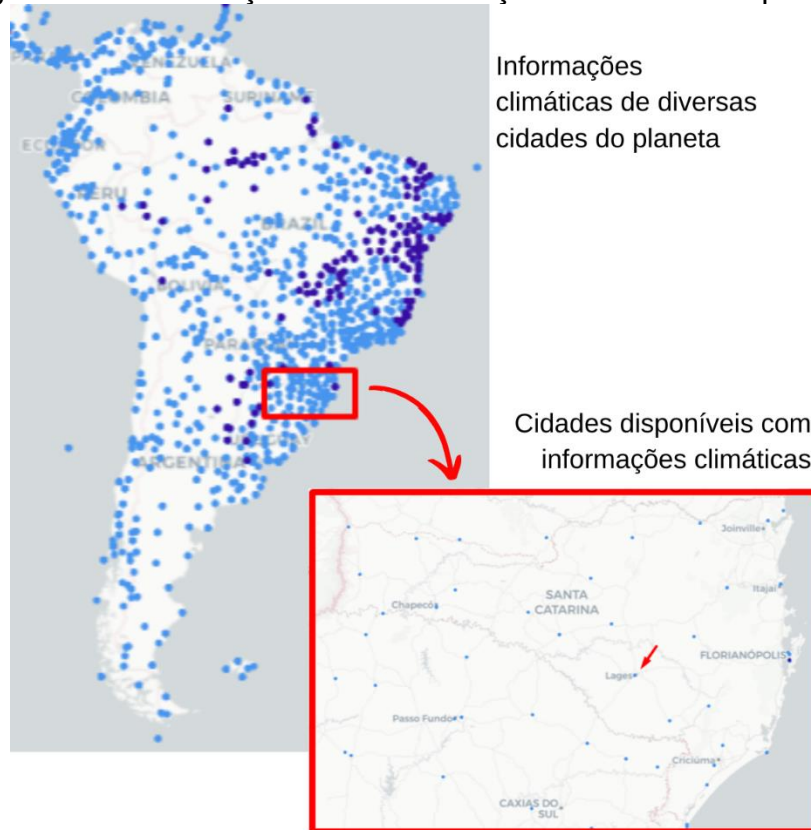 VENEZUELA
COLOMBIA
SURINAME
ECUADOR
PERU
BRAZIL
BOLIVIA
PARAGUAY
URUGUAY
ARGENTINA
Informações
climáticas de diversas
cidades do planeta
Cidades disponíveis com
informações climáticas
Joinville
SANTA
CATARINA
Itajaí
Chapecó
FLORIANÓPOLIS
Lages
Passo Fundo
Criciúma
CAXIAS DO
SUL